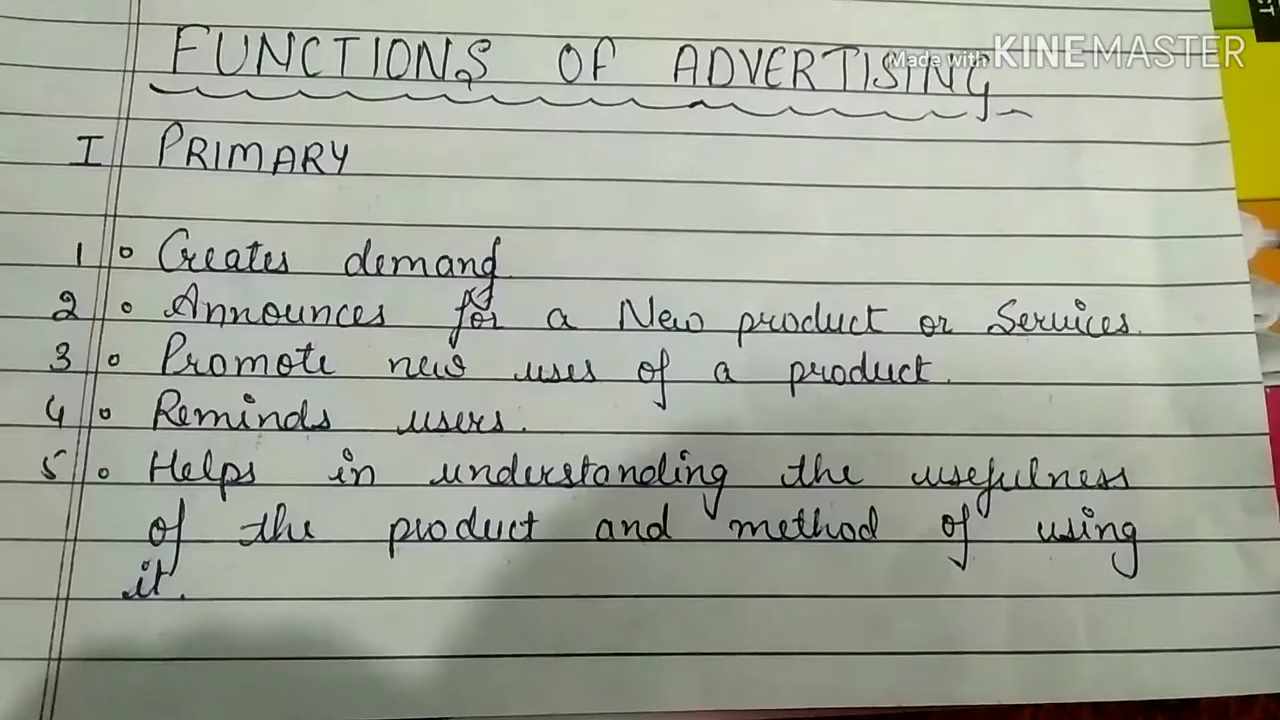 FUNCTIONS OF ADVERTISING
Made with KINEMASTER
I PRIMARY
1 o Creates demand
2 o Announces for a New product or Services.
3 o Promote new uses of a product.
4 o Reminds users.
5 o Helps in understanding the usefulness
of the product and method of using
it.